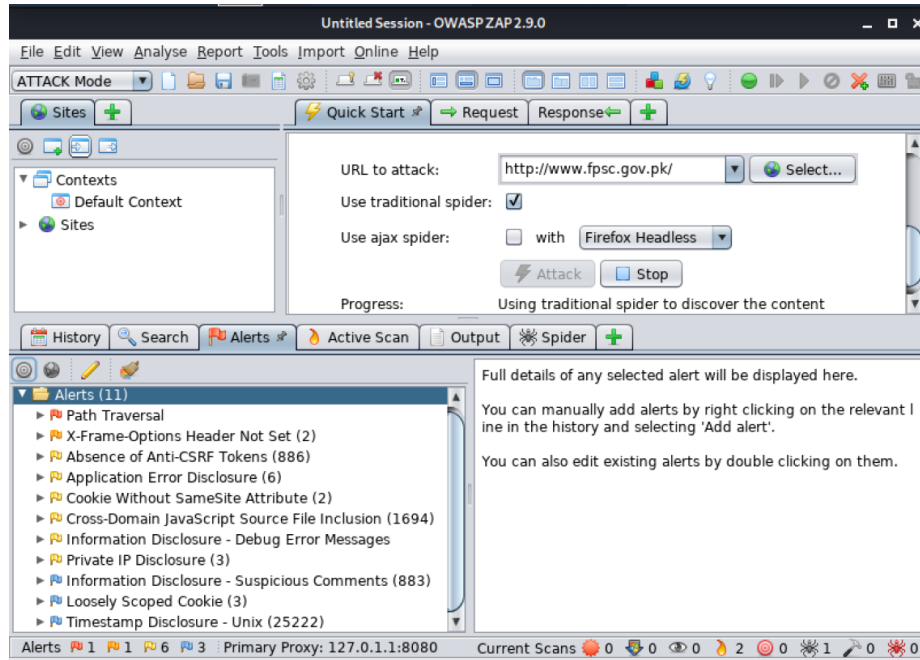 Untitled Session - OWASP ZAP 2.9.0
File Edit View Analyse Report Tools Import Online Help
ATTACK Mode
Sites
Quick Start
Request
Response
Contexts
Default Context
Sites
URL to attack: http://www.fpsc.gov.pk/ Select...
Use traditional spider:
Use ajax spider: with Firefox Headless
Attack Stop
Progress: Using traditional spider to discover the content
History Search Alerts Active Scan Output Spider
Alerts (11)
Path Traversal
X-Frame-Options Header Not Set (2)
Absence of Anti-CSRF Tokens (886)
Application Error Disclosure (6)
Cookie Without SameSite Attribute (2)
Cross-Domain JavaScript Source File Inclusion (1694)
Information Disclosure - Debug Error Messages
Private IP Disclosure (3)
Information Disclosure - Suspicious Comments (883)
Loosely Scoped Cookie (3)
Timestamp Disclosure - Unix (25222)
Full details of any selected alert will be displayed here.
You can manually add alerts by right clicking on the relevant l
ine in the history and selecting 'Add alert'.
You can also edit existing alerts by double clicking on them.
Alerts 1 1 6 3 Primary Proxy: 127.0.1.1:8080 Current Scans 0 0 0 2 0 1 0 0